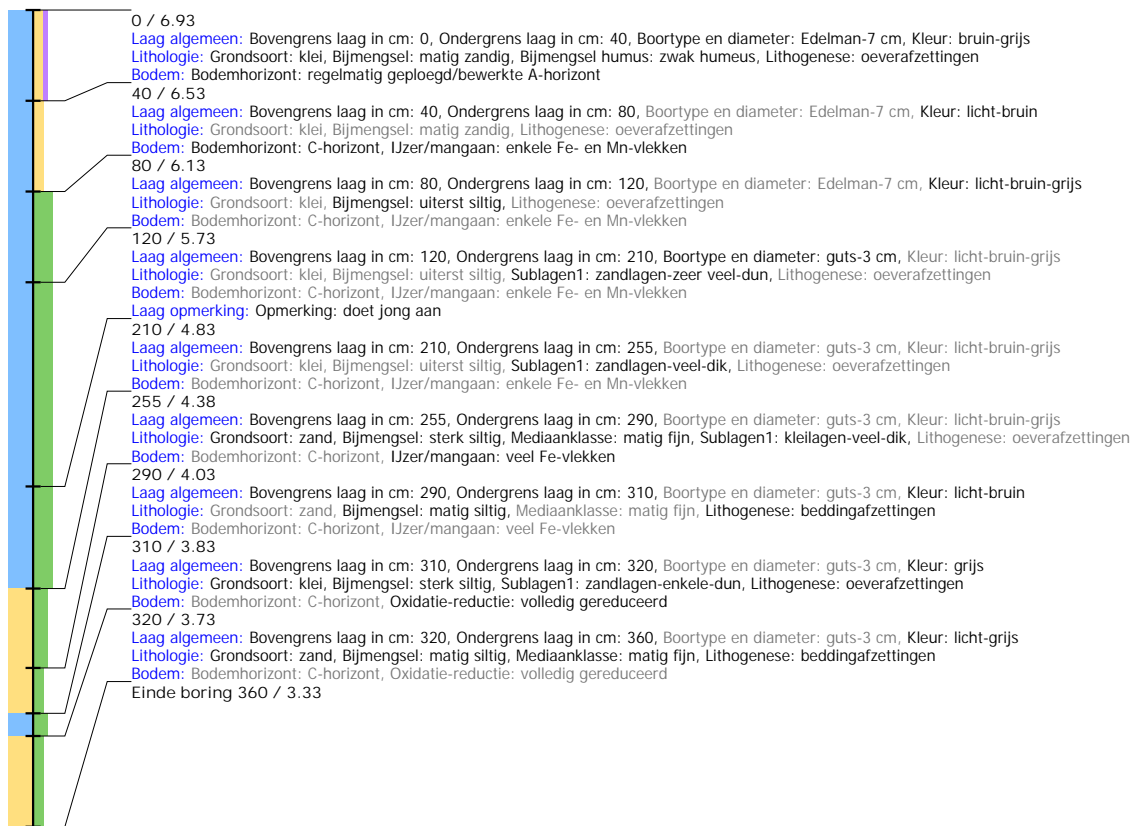 0 / 6.93
Laag algemeen: Bovengrens laag in cm: 0, Ondergrens laag in cm: 40, Boortype en diameter: Edelman-7 cm, Kleur: bruin-grijs
Lithologie: Grondsoort: klei, Bijmengsel: matig zandig, Bijmengsel humus: zwak humeus, Lithogenese: oeverafzettingen
Bodem: Bodemhorizont: regelmatig geploegd/bewerkte A-horizont
40 / 6.53
Laag algemeen: Bovengrens laag in cm: 40, Ondergrens laag in cm: 80, Boortype en diameter: Edelman-7 cm, Kleur: licht-bruin
Lithologie: Grondsoort: klei, Bijmengsel: matig zandig, Lithogenese: oeverafzettingen
Bodem: Bodemhorizont: C-horizont, IJzer/mangaan: enkele Fe- en Mn-vlekken
80 / 6.13
Laag algemeen: Bovengrens laag in cm: 80, Ondergrens laag in cm: 120, Boortype en diameter: Edelman-7 cm, Kleur: licht-bruin-grijs
Lithologie: Grondsoort: klei, Bijmengsel: uiterst siltig, Lithogenese: oeverafzettingen
Bodem: Bodemhorizont: C-horizont, IJzer/mangaan: enkele Fe- en Mn-vlekken
120 / 5.73
Laag algemeen: Bovengrens laag in cm: 120, Ondergrens laag in cm: 210, Boortype en diameter: guts-3 cm, Kleur: licht-bruin-grijs
Lithologie: Grondsoort: klei, Bijmengsel: uiterst siltig, Sublagen1: zandlagen-zeer veel-dun, Lithogenese: oeverafzettingen
Bodem: Bodemhorizont: C-horizont, IJzer/mangaan: enkele Fe- en Mn-vlekken
Laag opmerking: Opmerking: doet jong aan
210 / 4.83
Laag algemeen: Bovengrens laag in cm: 210, Ondergrens laag in cm: 255, Boortype en diameter: guts-3 cm, Kleur: licht-bruin-grijs
Lithologie: Grondsoort: klei, Bijmengsel: uiterst siltig, Sublagen1: zandlagen-veel-dik, Lithogenese: oeverafzettingen
Bodem: Bodemhorizont: C-horizont, IJzer/mangaan: enkele Fe- en Mn-vlekken
255 / 4.38
Laag algemeen: Bovengrens laag in cm: 255, Ondergrens laag in cm: 290, Boortype en diameter: guts-3 cm, Kleur: licht-bruin-grijs
Lithologie: Grondsoort: zand, Bijmengsel: sterk siltig, Mediaanklasse: matig fijn, Sublagen1: kleilagen-veel-dik, Lithogenese: oeverafzettingen
Bodem: Bodemhorizont: C-horizont, IJzer/mangaan: veel Fe-vlekken
290 / 4.03
Laag algemeen: Bovengrens laag in cm: 290, Ondergrens laag in cm: 310, Boortype en diameter: guts-3 cm, Kleur: licht-bruin
Lithologie: Grondsoort: zand, Bijmengsel: matig siltig, Mediaanklasse: matig fijn, Lithogenese: beddingafzettingen
Bodem: Bodemhorizont: C-horizont, IJzer/mangaan: veel Fe-vlekken
310 / 3.83
Laag algemeen: Bovengrens laag in cm: 310, Ondergrens laag in cm: 320, Boortype en diameter: guts-3 cm, Kleur: grijs
Lithologie: Grondsoort: klei, Bijmengsel: sterk siltig, Sublagen1: zandlagen-enkele-dun, Lithogenese: oeverafzettingen
Bodem: Bodemhorizont: C-horizont, Oxidatie-reductie: volledig gereduceerd
320 / 3.73
Laag algemeen: Bovengrens laag in cm: 320, Ondergrens laag in cm: 360, Boortype en diameter: guts-3 cm, Kleur: licht-grijs
Lithologie: Grondsoort: zand, Bijmengsel: matig siltig, Mediaanklasse: matig fijn, Lithogenese: beddingafzettingen
Bodem: Bodemhorizont: C-horizont, Oxidatie-reductie: volledig gereduceerd
Einde boring 360 / 3.33